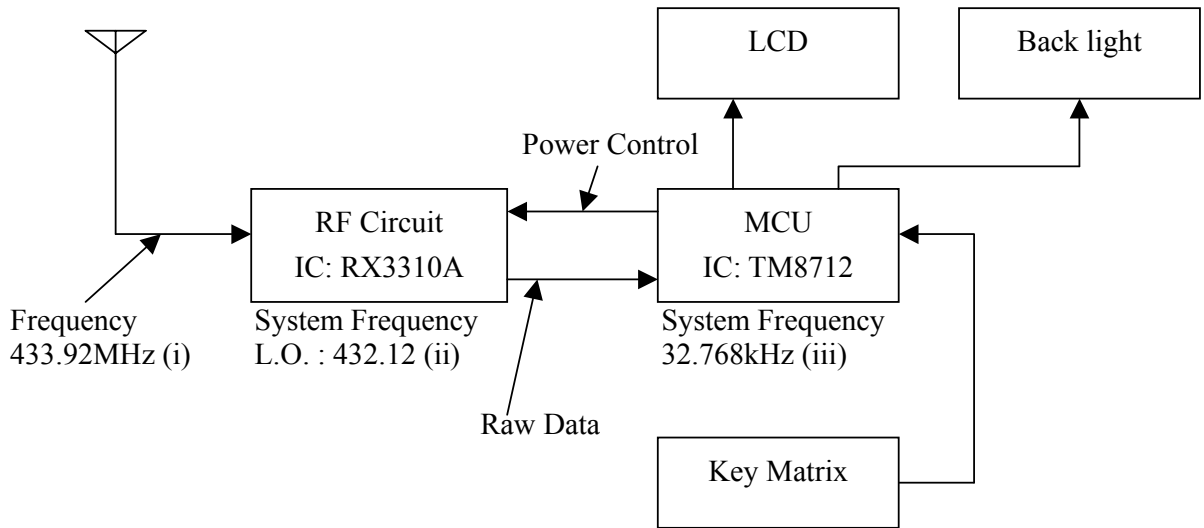 LCD
Back light
Power Control
RF Circuit
IC: RX3310A
MCU
IC: TM8712
Frequency
433.92MHz (i)
System Frequency
L.O. : 432.12 (ii)
System Frequency
32.768kHz (iii)
Raw Data
Key Matrix